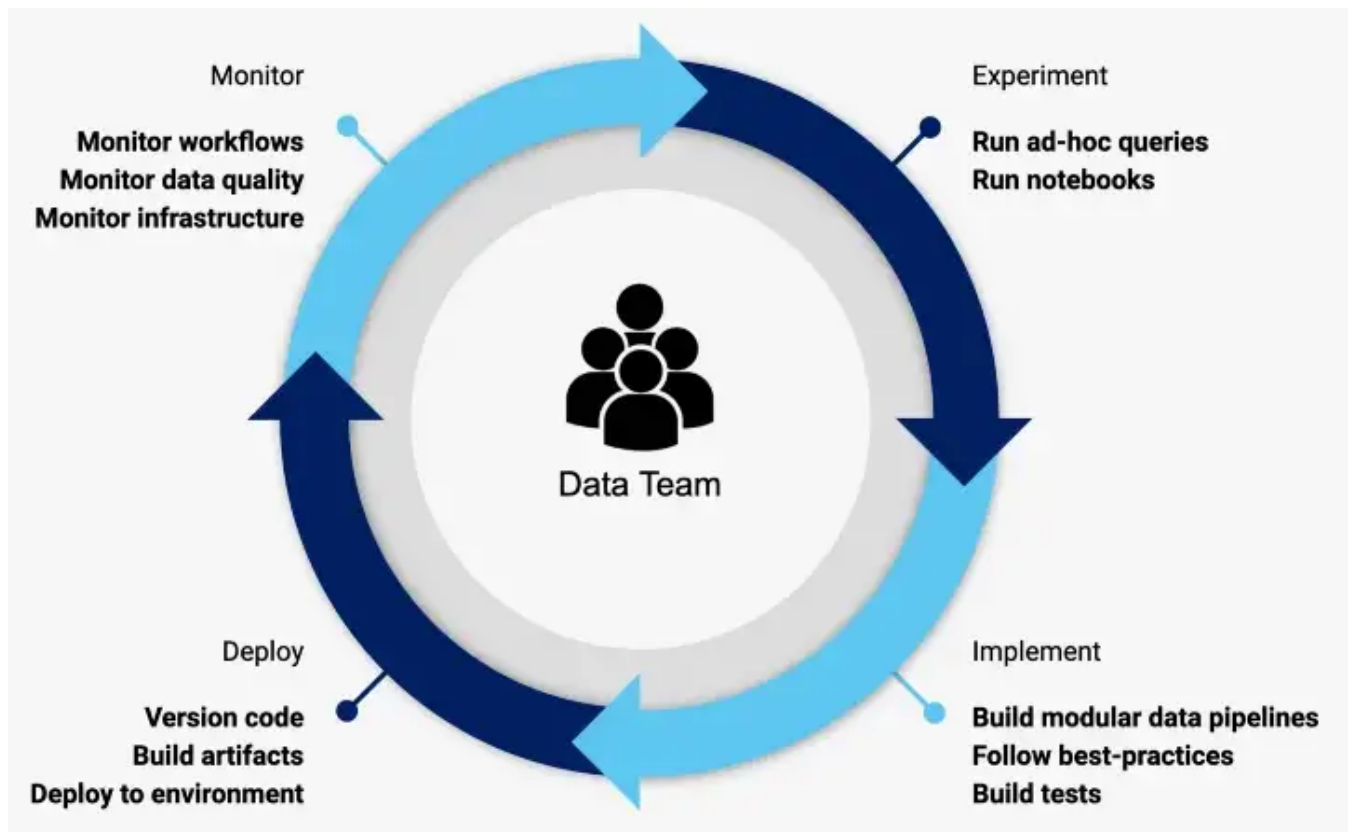 Monitor
Monitor workflows
Monitor data quality
Monitor infrastructure
Experiment
Run ad-hoc queries
Run notebooks
Data Team
Deploy
Version code
Build artifacts
Deploy to environment
Implement
Build modular data pipelines
Follow best-practices
Build tests